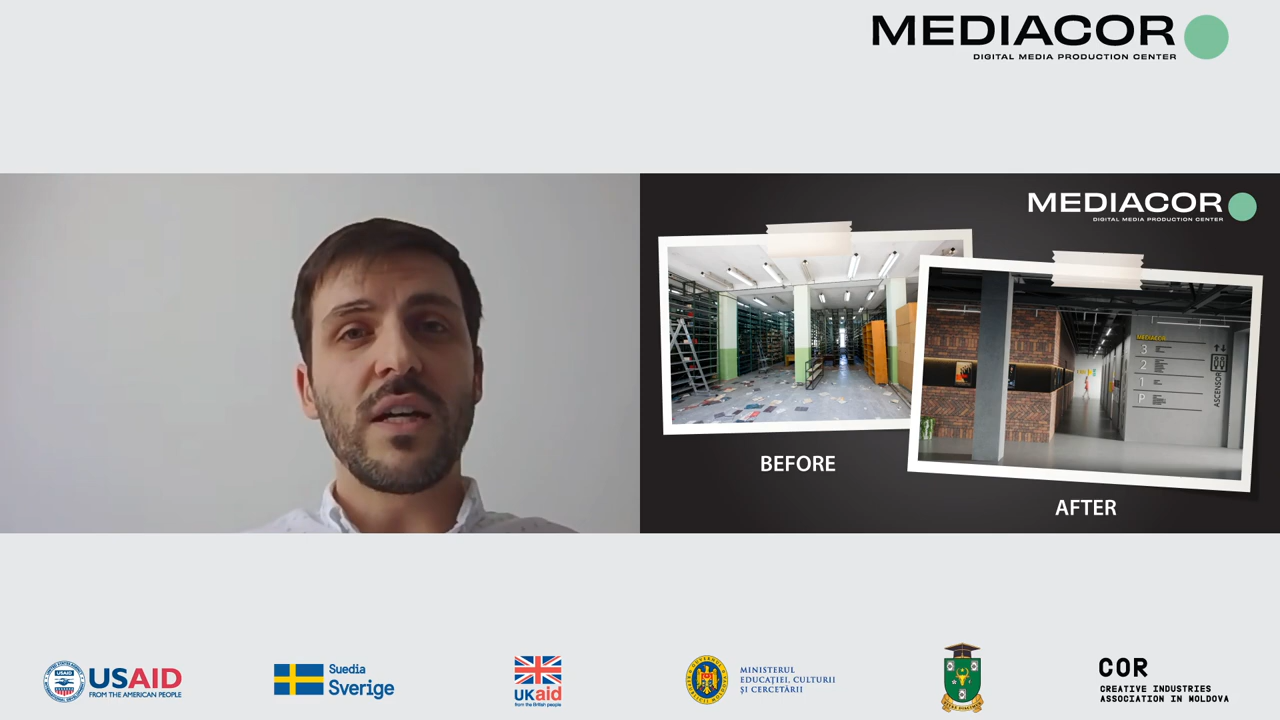 MEDIACOR
DIGITAL MEDIA PRODUCTION CENTER
MEDIACOR
DIGITAL MEDIA PRODUCTION CENTER
MEDIACOR
3
2
1
P
ASCENSOR
BEFORE
AFTER
USAID
USAID
FROM THE AMERICAN PEOPLE
Suedia
Sverige
UKaid
from the British people
MINISTERUL
EDUCAȚIEI, CULTURII
ȘI CERCETĂRII
COR
CREATIVE INDUSTRIES
ASSOCIATION IN MOLDOVA